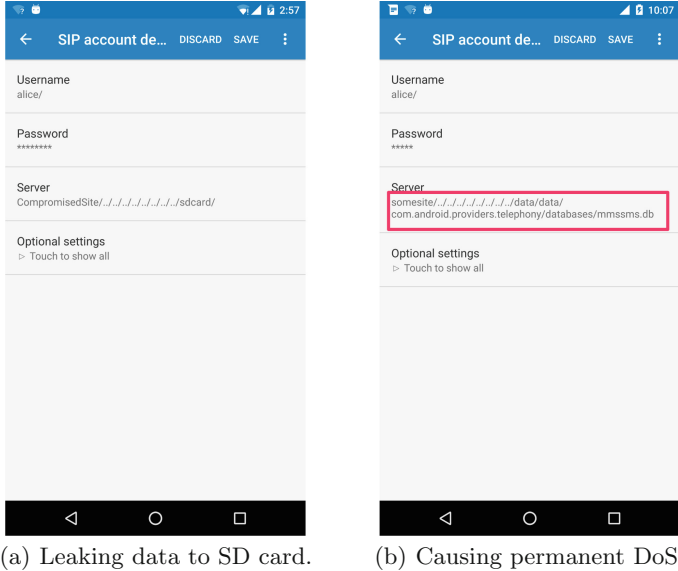 2:57
SIP account de... DISCARD SAVE
Username
alice/
Password
********
Server
CompromisedSite/../../../../../../../../sdcard/
Optional settings
▷ Touch to show all
(a) Leaking data to SD card.
10:07
SIP account de... DISCARD SAVE
Username
alice/
Password
*****
Server
somesite/../../../../../../../../data/data/
com.android.providers.telephony/databases/mmssms.db
Optional settings
▷ Touch to show all
(b) Causing permanent DoS